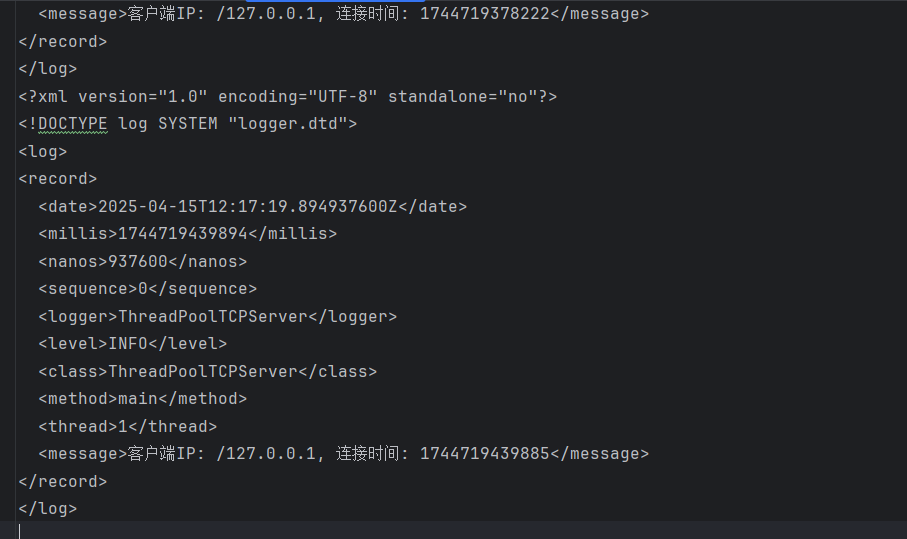 <message>客户端IP: /127.0.0.1, 连接时间: 1744719378222</message>
</record>
</log>
<?xml version="1.0" encoding="UTF-8" standalone="no"?>
<!DOCTYPE log SYSTEM "logger.dtd">
<log>
<record>
<date>2025-04-15T12:17:19.894937600Z</date>
<millis>1744719439894</millis>
<nanos>937600</nanos>
<sequence>0</sequence>
<logger>ThreadPoolTCPServer</logger>
<level>INFO</level>
<class>ThreadPoolTCPServer</class>
<method>main</method>
<thread>1</thread>
<message>客户端IP: /127.0.0.1, 连接时间: 1744719439885</message>
</record>
</log>